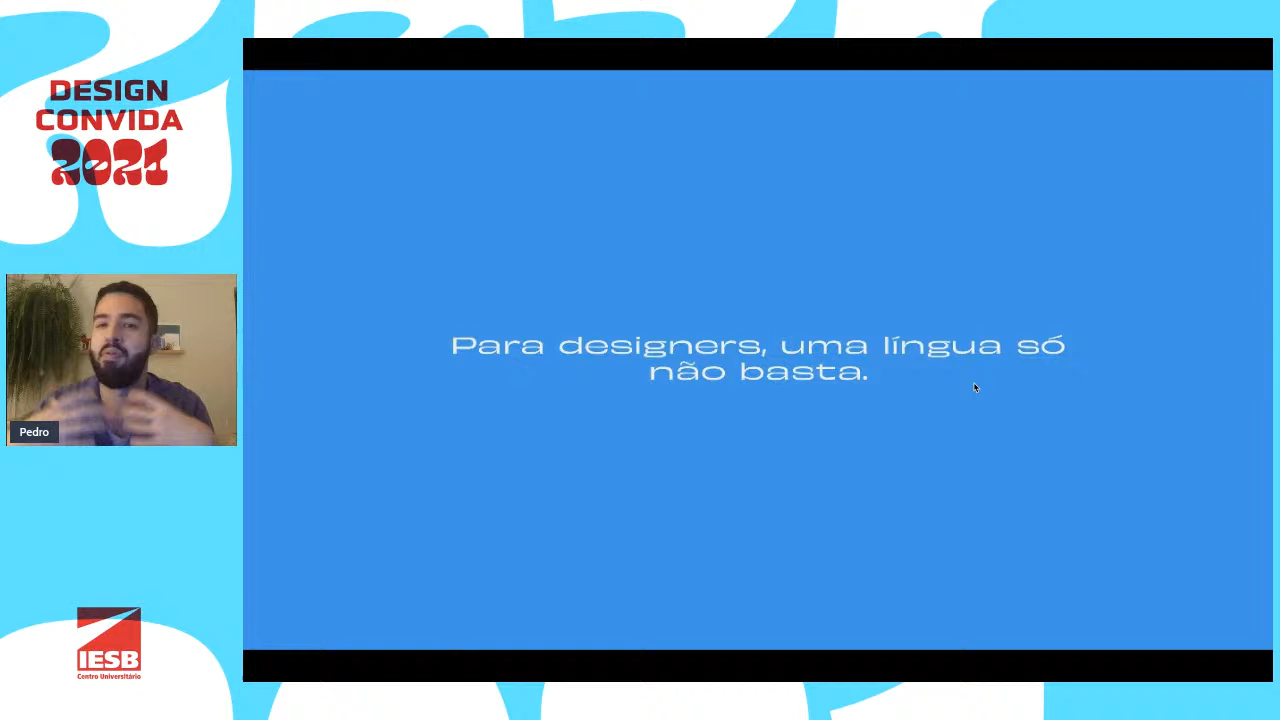 DESIGN
CONVIDA
2021
Pedro
IESB
Centro Universitário
Para designers, uma língua só
não basta.